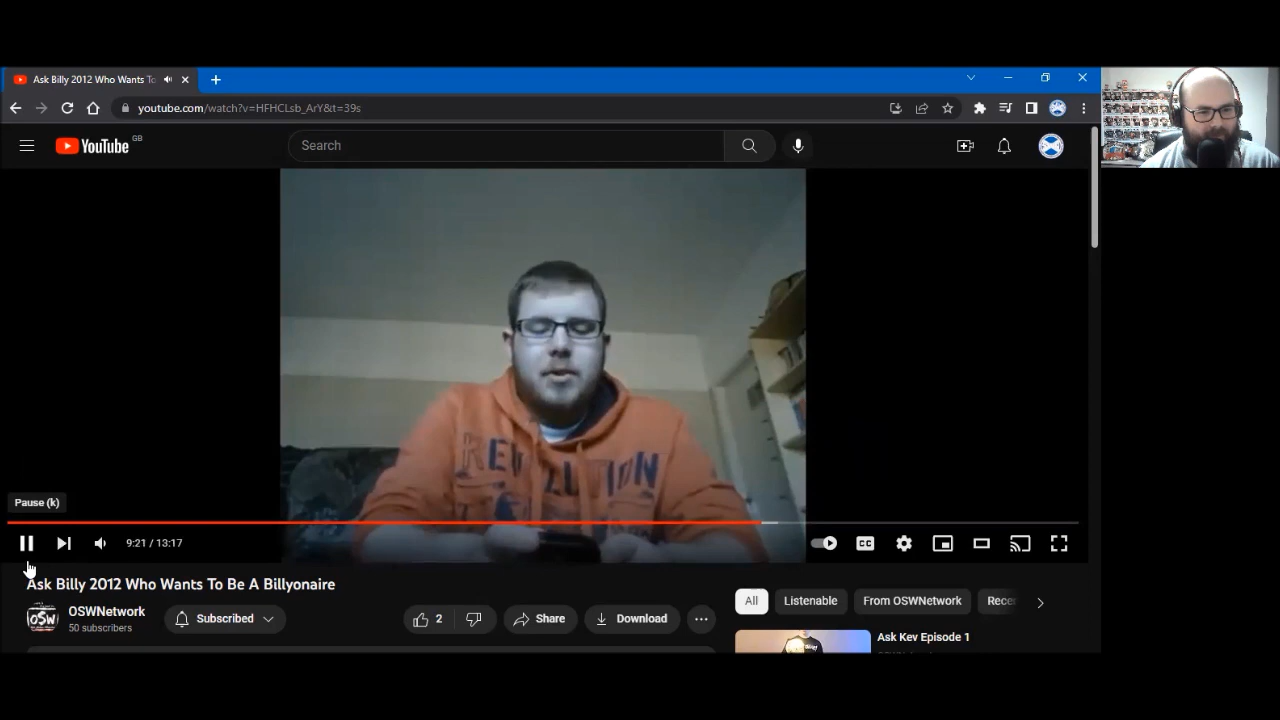 Ask Billy 2012 Who Wants To
youtube.com/watch?v=HFHCLsb_ArY&t=39s
YouTube GB
Search
REVOLUTION
Pause (k)
9:21 / 13:17
CC
Ask Billy 2012 Who Wants To Be A Billyonaire
OSW
OSWNetwork
50 subscribers
Subscribed
2
Share
Download
All
Listenable
From OSWNetwork
Recen
Ask Kev Episode 1